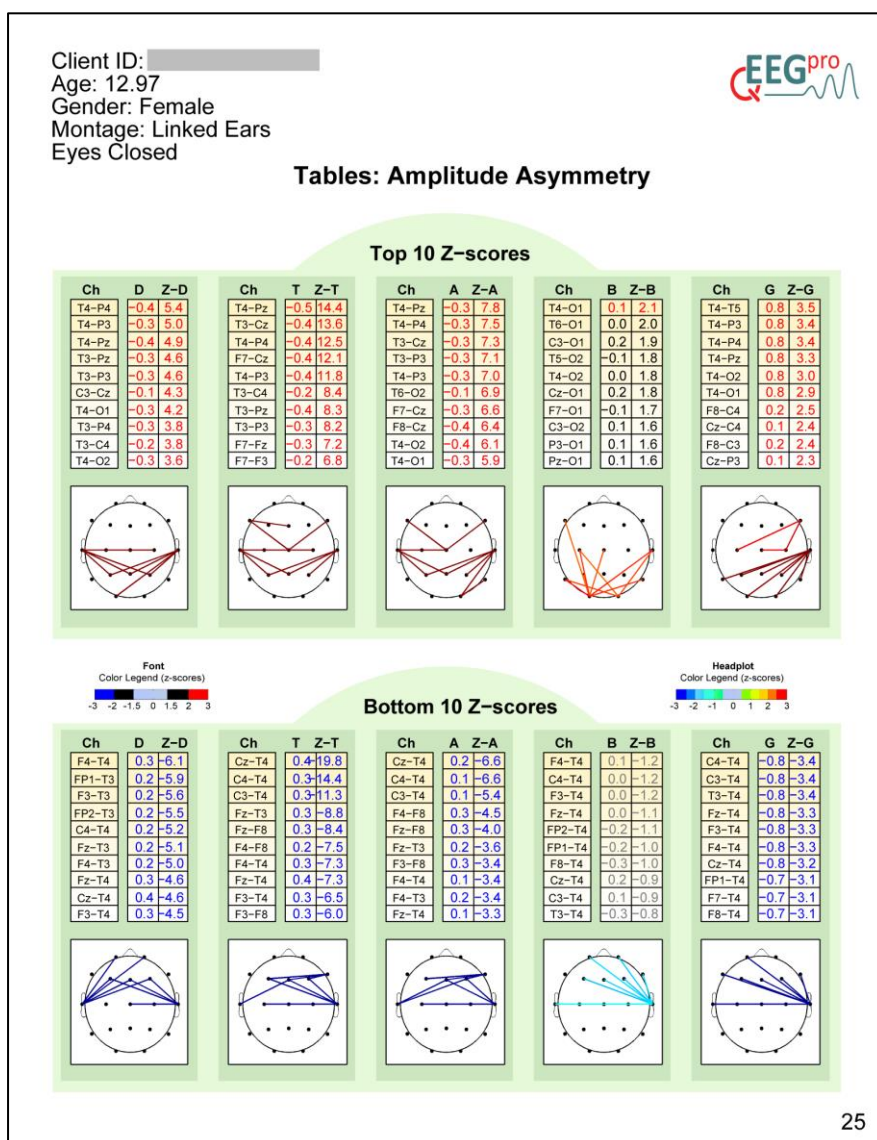 Client ID:
Age: 12.97
Gender: Female
Montage: Linked Ears
Eyes Closed
QEEGpro
Tables: Amplitude Asymmetry
Top 10 Z−scores
Ch D Z−D
T4−P4 −0.4 5.4
T4−P3 −0.3 5.0
T4−Pz −0.4 4.9
T3−Pz −0.3 4.6
T3−P3 −0.3 4.6
C3−Cz −0.1 4.3
T4−O1 −0.3 4.2
T3−P4 −0.3 3.8
T3−C4 −0.2 3.8
T4−O2 −0.3 3.6
Ch T Z−T
T4−Pz −0.5 14.4
T3−Cz −0.4 13.6
T4−P4 −0.4 12.5
F7−Cz −0.4 12.1
T4−P3 −0.4 11.8
T3−C4 −0.2 8.4
T3−Pz −0.4 8.3
T3−P3 −0.3 8.2
F7−Fz −0.3 7.2
F7−F3 −0.2 6.8
Ch A Z−A
T4−Pz −0.3 7.8
T4−P4 −0.3 7.5
T3−Cz −0.3 7.3
T3−P3 −0.3 7.1
T4−P3 −0.3 7.0
T6−O2 −0.1 6.9
F7−Cz −0.3 6.6
F8−Cz −0.4 6.4
T4−O2 −0.4 6.1
T4−O1 −0.3 5.9
Ch B Z−B
T4−O1 0.1 2.1
T6−O1 0.0 2.0
C3−O1 0.2 1.9
T5−O2 −0.1 1.8
T4−O2 0.0 1.8
Cz−O1 0.2 1.8
F7−O1 −0.1 1.7
C3−O2 0.1 1.6
P3−O1 0.1 1.6
Pz−O1 0.1 1.6
Ch G Z−G
T4−T5 0.8 3.5
T4−P3 0.8 3.4
T4−P4 0.8 3.4
T4−Pz 0.8 3.3
T4−O2 0.8 3.0
T4−O1 0.8 2.9
F8−C4 0.2 2.5
Cz−C4 0.1 2.4
F8−C3 0.2 2.4
Cz−P3 0.1 2.3
Font
Color Legend (z−scores)
-3 -2 -1.5 0 1.5 2 3
Headplot
Color Legend (z−scores)
-3 -2 -1 0 1 2 3
Bottom 10 Z−scores
Ch D Z−D
F4−T4 0.3 −6.1
FP1−T3 0.2 −5.9
F3−T3 0.2 −5.6
FP2−T3 0.2 −5.5
C4−T4 0.2 −5.2
Fz−T3 0.2 −5.1
F4−T3 0.2 −5.0
Fz−T4 0.3 −4.6
Cz−T4 0.4 −4.6
F3−T4 0.3 −4.5
Ch T Z−T
Cz−T4 0.4 −19.8
C4−T4 0.3 −14.4
C3−T4 0.3 −11.3
Fz−T3 0.3 −8.8
Fz−F8 0.3 −8.4
F4−F8 0.2 −7.5
F4−T4 0.3 −7.3
Fz−T4 0.4 −7.3
F3−T4 0.3 −6.5
F3−F8 0.3 −6.0
Ch A Z−A
Cz−T4 0.2 −6.6
C4−T4 0.1 −6.6
C3−T4 0.1 −5.4
F4−F8 0.3 −4.5
Fz−F8 0.3 −4.0
Fz−T3 0.2 −3.6
F3−F8 0.3 −3.4
F4−T4 0.1 −3.4
F4−T3 0.2 −3.4
Fz−T4 0.1 −3.3
Ch B Z−B
F4−T4 0.1 −1.2
C4−T4 0.0 −1.2
F3−T4 0.0 −1.2
Fz−T4 0.0 −1.1
FP2−T4 −0.2 −1.1
FP1−T4 −0.2 −1.0
F8−T4 −0.3 −1.0
Cz−T4 0.2 −0.9
C3−T4 0.1 −0.9
T3−T4 −0.3 −0.8
Ch G Z−G
C4−T4 −0.8 −3.4
C3−T4 −0.8 −3.4
T3−T4 −0.8 −3.4
Fz−T4 −0.8 −3.3
F3−T4 −0.8 −3.3
F4−T4 −0.8 −3.3
Cz−T4 −0.8 −3.2
FP1−T4 −0.7 −3.1
F7−T4 −0.7 −3.1
F8−T4 −0.7 −3.1
25